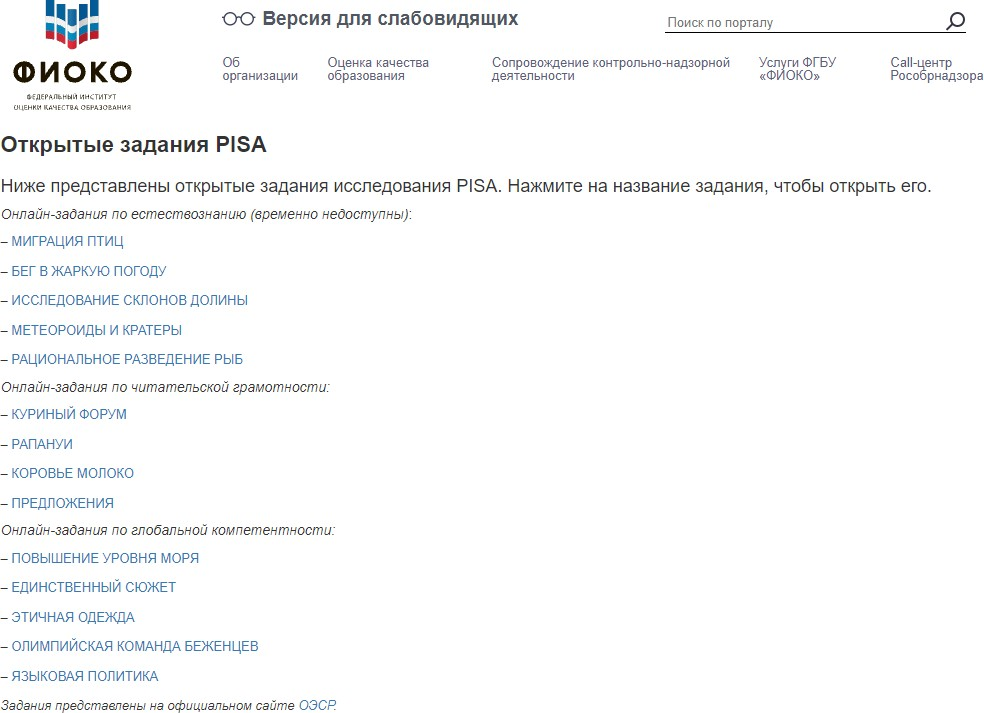 Версия для слабовидящих
Поиск по порталу
ФИОКО
ФЕДЕРАЛЬНЫЙ ИНСТИТУТ
ОЦЕНКИ КАЧЕСТВА ОБРАЗОВАНИЯ
Об
организации
Оценка качества
образования
Сопровождение контрольно-надзорной
деятельности
Услуги ФГБУ
«ФИОКО»
Call-центр
Рособрнадзора
Открытые задания PISA
Ниже представлены открытые задания исследования PISA. Нажмите на название задания, чтобы открыть его.
Онлайн-задания по естествознанию (временно недоступны):
– МИГРАЦИЯ ПТИЦ
– БЕГ В ЖАРКУЮ ПОГОДУ
– ИССЛЕДОВАНИЕ СКЛОНОВ ДОЛИНЫ
– МЕТЕОРОИДЫ И КРАТЕРЫ
– РАЦИОНАЛЬНОЕ РАЗВЕДЕНИЕ РЫБ
Онлайн-задания по читательской грамотности:
– КУРИНЫЙ ФОРУМ
– РАПАНУИ
– КОРОВЬЕ МОЛОКО
– ПРЕДЛОЖЕНИЯ
Онлайн-задания по глобальной компетентности:
– ПОВЫШЕНИЕ УРОВНЯ МОРЯ
– ЕДИНСТВЕННЫЙ СЮЖЕТ
– ЭТИЧНАЯ ОДЕЖДА
– ОЛИМПИЙСКАЯ КОМАНДА БЕЖЕНЦЕВ
– ЯЗЫКОВАЯ ПОЛИТИКА
Задания представлены на официальном сайте ОЭСР.